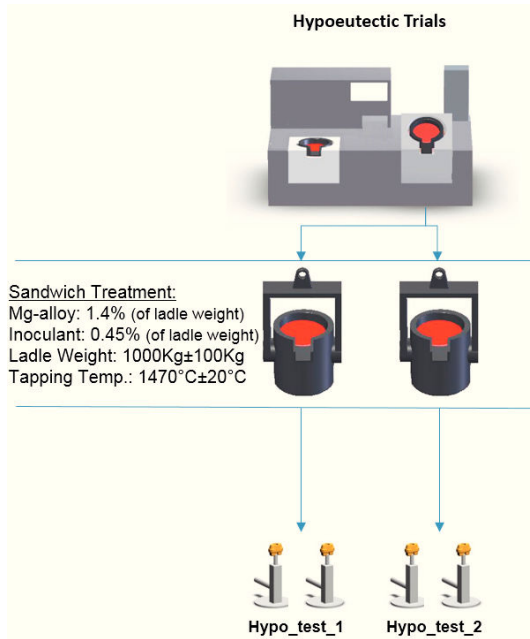 Hypoeutectic Trials
Sandwich Treatment:
Mg-alloy: 1.4% (of ladle weight)
Inoculant: 0.45% (of ladle weight)
Ladle Weight: 1000Kg±100Kg
Tapping Temp.: 1470°C±20°C
Hypo_test_1 Hypo_test_2